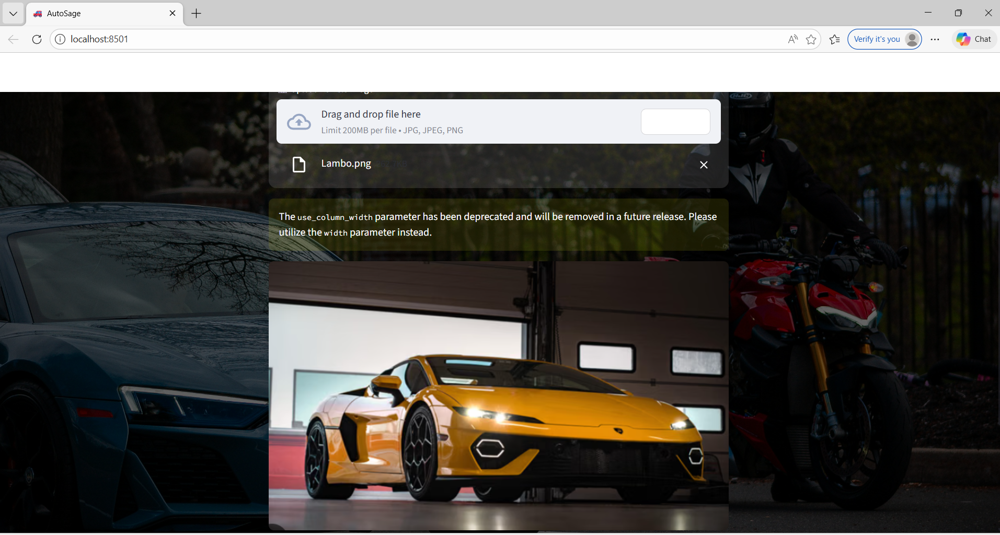 AutoSage
localhost:8501
Verify it's you
Chat
Drag and drop file here
Limit 200MB per file • JPG, JPEG, PNG
Lambo.png
The use_column_width parameter has been deprecated and will be removed in a future release. Please
utilize the width parameter instead.
HJC